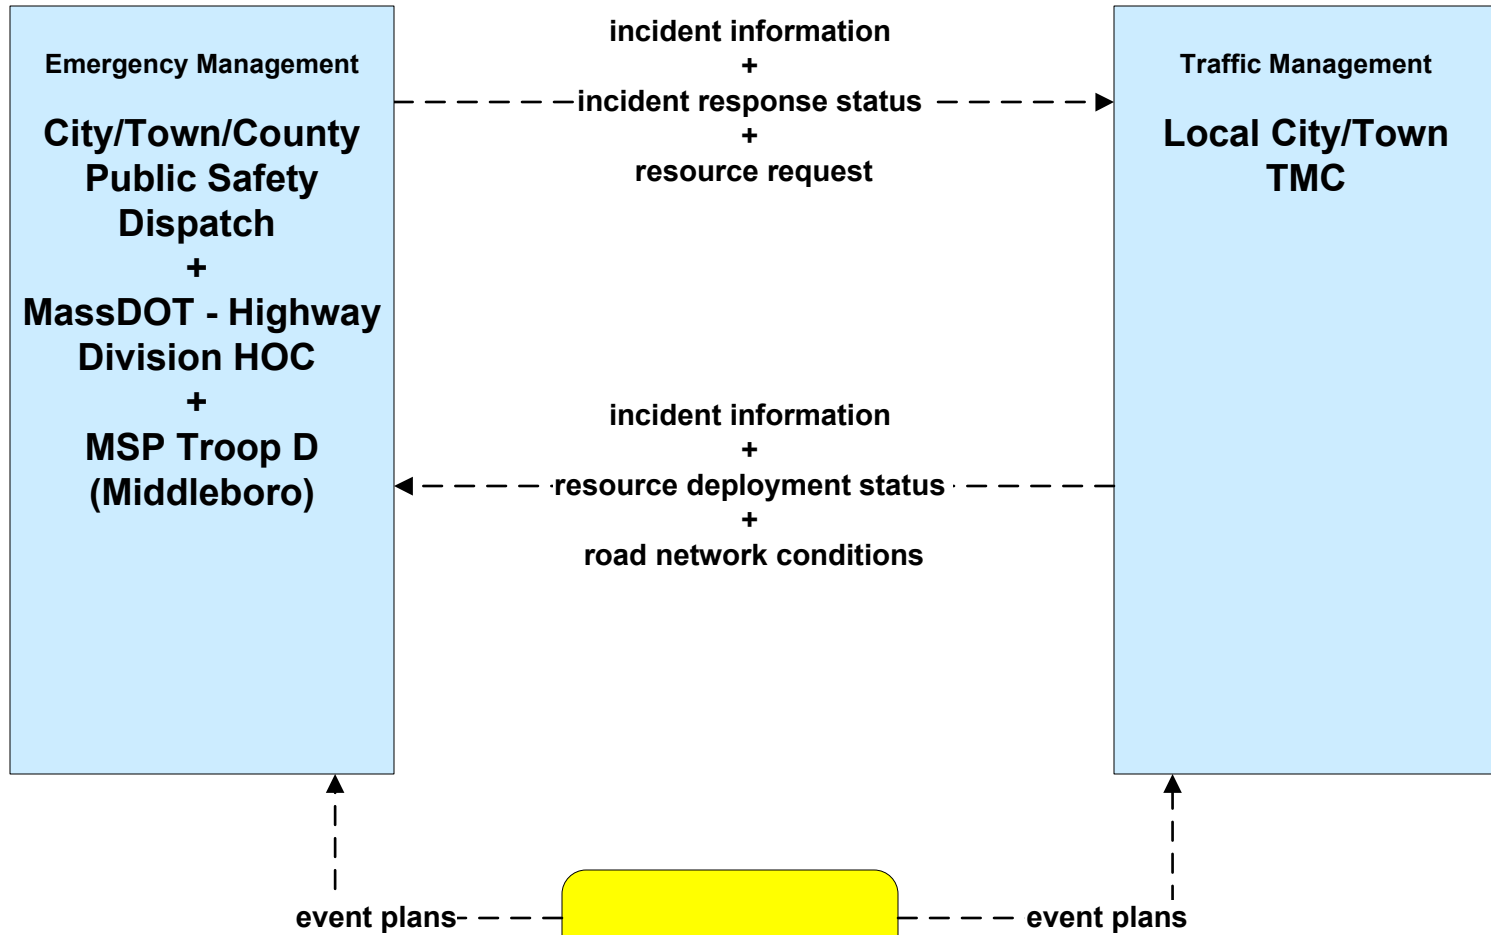 Emergency Management
City/Town/County
Public Safety
Dispatch
+
MassDOT - Highway
Division HOC
+
MSP Troop D
(Middleboro)
incident information
+
incident response status
+
resource request
incident information
+
resource deployment status
+
road network conditions
Traffic Management
Local City/Town
TMC
event plans
event plans